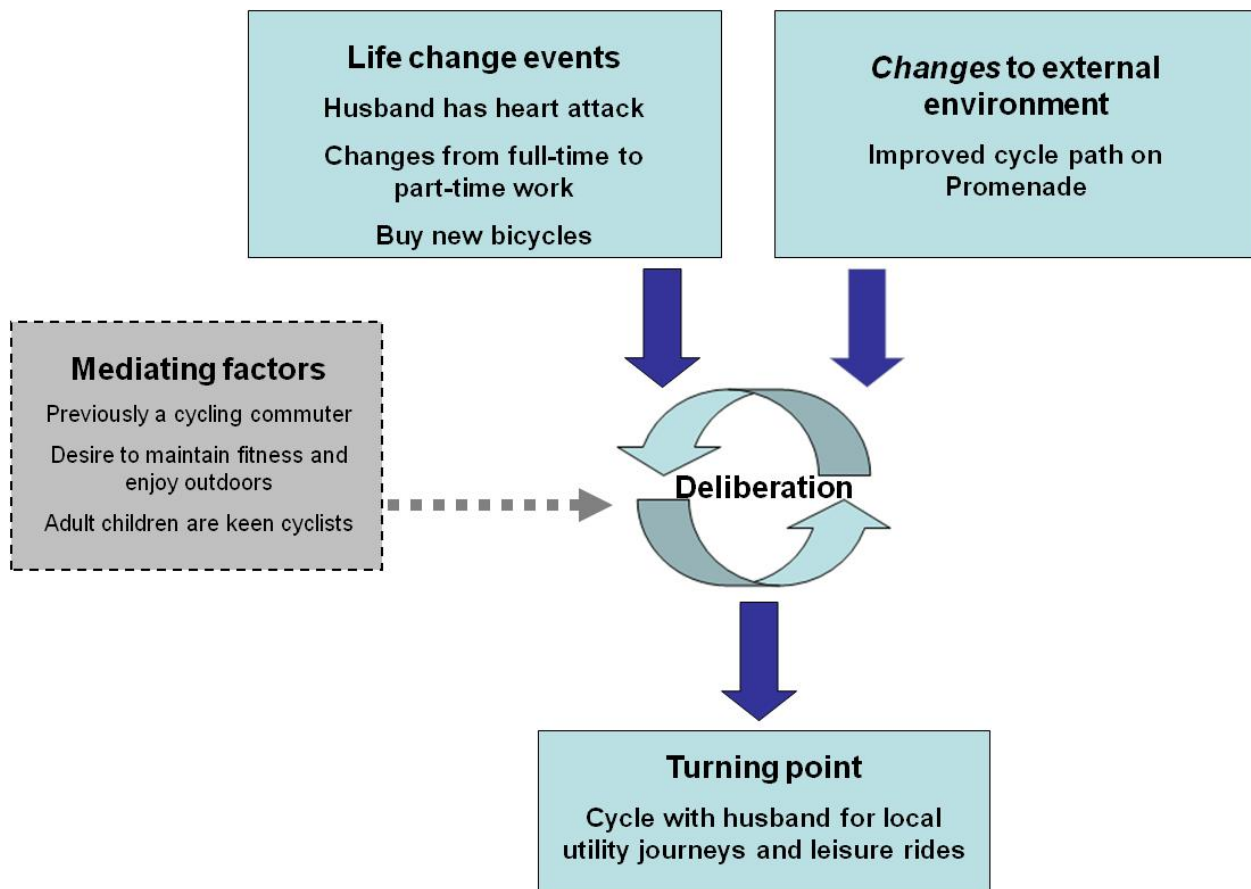 Life change events
Husband has heart attack
Changes from full-time to
part-time work
Buy new bicycles
Changes to external
environment
Improved cycle path on
Promenade
Mediating factors
Previously a cycling commuter
Desire to maintain fitness and
enjoy outdoors
Adult children are keen cyclists
Deliberation
Turning point
Cycle with husband for local
utility journeys and leisure rides